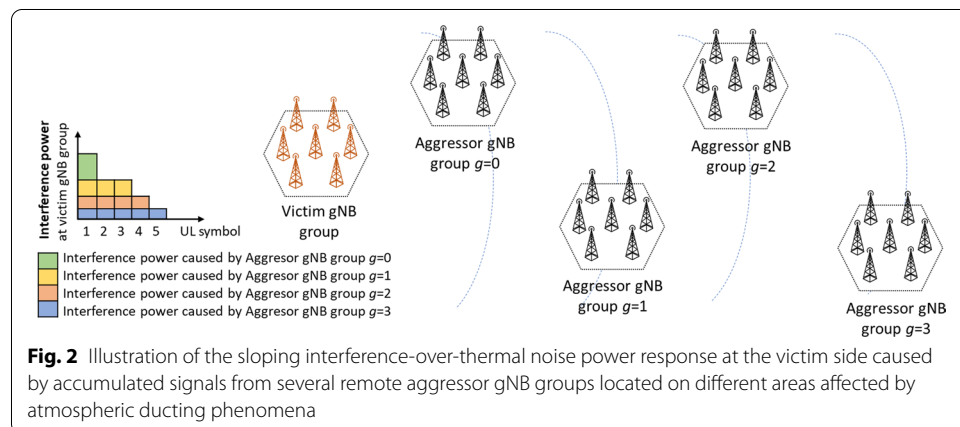 Interference power
at victim gNB group
1 2 3 4 5 UL symbol
Victim gNB
group
Aggressor gNB
group g=0
Aggressor gNB
group g=1
Aggressor gNB
group g=2
Aggressor gNB
group g=3
Interference power caused by Aggresor gNB group g=0
Interference power caused by Aggresor gNB group g=1
Interference power caused by Aggresor gNB group g=2
Interference power caused by Aggresor gNB group g=3
Fig. 2 Illustration of the sloping interference-over-thermal noise power response at the victim side caused
by accumulated signals from several remote aggressor gNB groups located on different areas affected by
atmospheric ducting phenomena